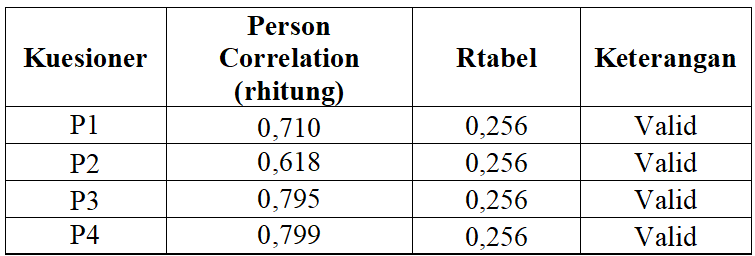 Kuesioner Person Correlation (rhitung) Rtabel Keterangan
P1 0,710 0,256 Valid
P2 0,618 0,256 Valid
P3 0,795 0,256 Valid
P4 0,799 0,256 Valid